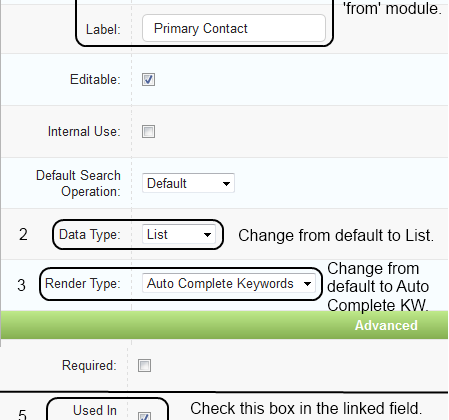 'from' module.
Label: Primary Contact
Editable:
Internal Use:
Default Search
Operation: Default
2 Data Type: List Change from default to List.
Change from
3 Render Type: Auto Complete Keywords default to Auto
Complete KW.
Advanced
Required:
5 Used In Check this box in the linked field.